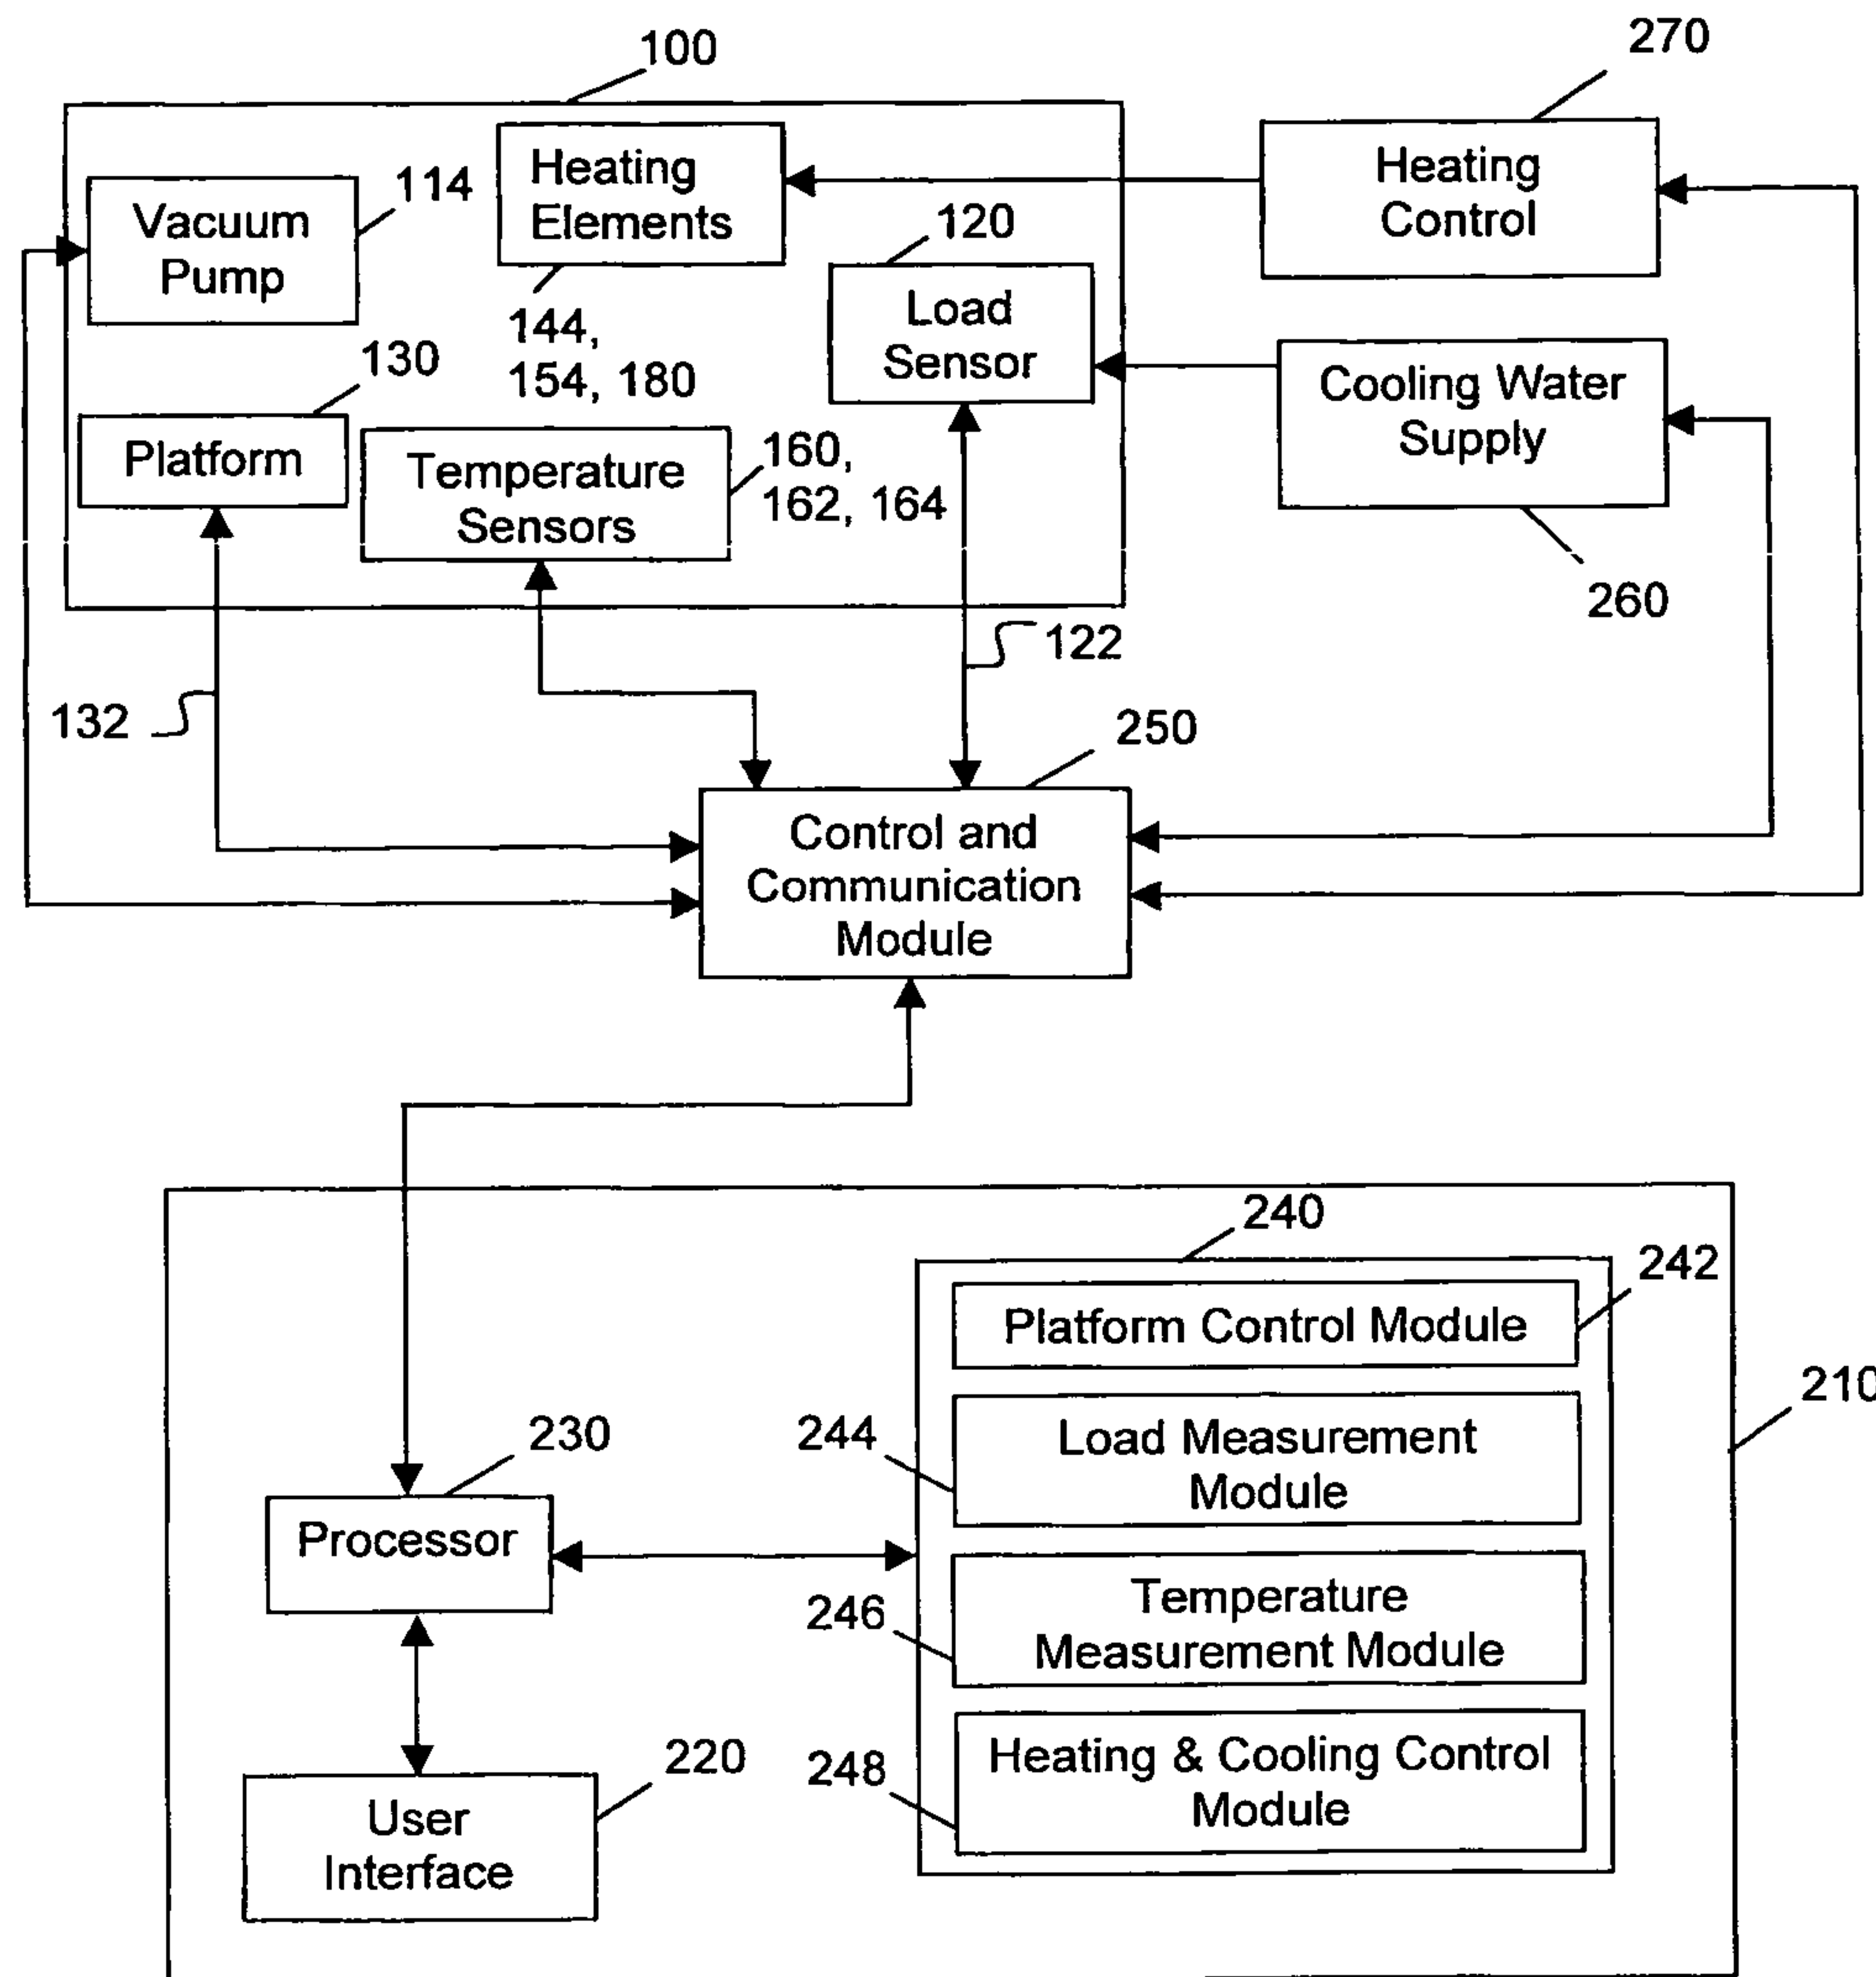 100
270
Heating
Elements
Heating
Control
114
Vacuum
Pump
120
144,
154, 180
Load
Sensor
130
Cooling Water
Supply
Platform
Temperature
Sensors
160,
162, 164
260
122
132
250
Control and
Communication
Module
240
242
Platform Control Module
210
244
Load Measurement
Module
230
Processor
246
Temperature
Measurement Module
220
248
Heating & Cooling Control
Module
User
Interface